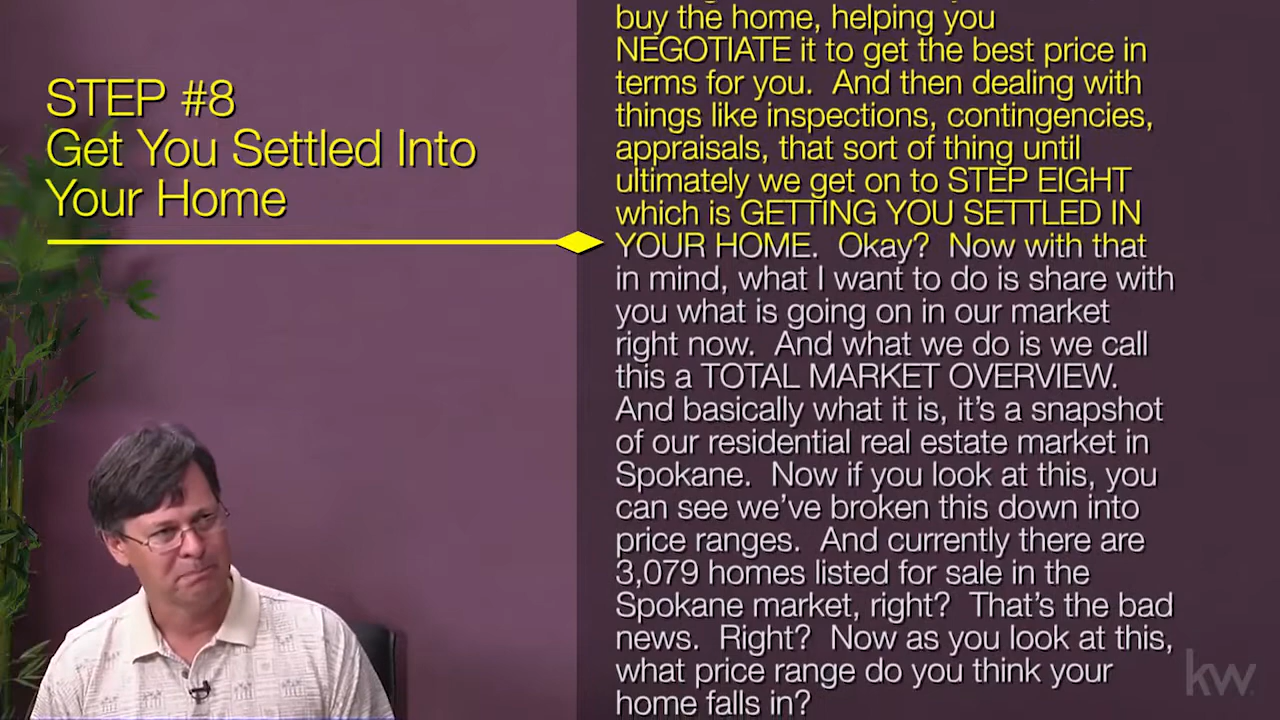 STEP #8
Get You Settled Into
Your Home
buy the home, helping you
NEGOTIATE it to get the best price in
terms for you. And then dealing with
things like inspections, contingencies,
appraisals, that sort of thing until
ultimately we get on to STEP EIGHT
which is GETTING YOU SETTLED IN
YOUR HOME. Okay? Now with that
in mind, what I want to do is share with
you what is going on in our market
right now. And what we do is we call
this a TOTAL MARKET OVERVIEW.
And basically what it is, it's a snapshot
of our residential real estate market in
Spokane. Now if you look at this, you
can see we've broken this down into
price ranges. And currently there are
3,079 homes listed for sale in the
Spokane market, right? That's the bad
news. Right? Now as you look at this,
what price range do you think your
home falls in?
kw